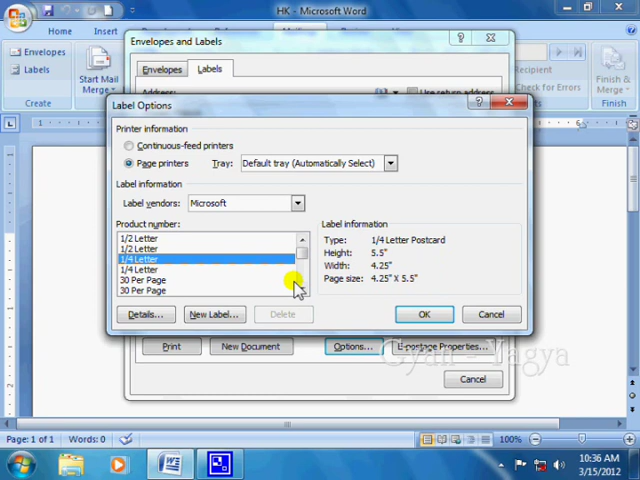 HK - Microsoft Word
Home
Insert
Envelopes
Labels
Create
Start Mail
Merge
Recipient
Check for Errors
Finish &
Merge
Finish
Envelopes and Labels
Envelopes
Labels
Address:
Use return address
Label Options
Printer information
Continuous-feed printers
Page printers
Tray:
Default tray (Automatically Select)
Label information
Label vendors:
Microsoft
Product number:
1/2 Letter
1/2 Letter
1/4 Letter
1/4 Letter
30 Per Page
30 Per Page
Label information
Type: 1/4 Letter Postcard
Height: 5.5"
Width: 4.25"
Page size: 4.25" X 5.5"
Details...
New Label...
Delete
OK
Cancel
Print
New Document
Options...
E-postage Properties...
Gyan - Yagya
Cancel
Page: 1 of 1
Words: 0
100%
10:36 AM
3/15/2012